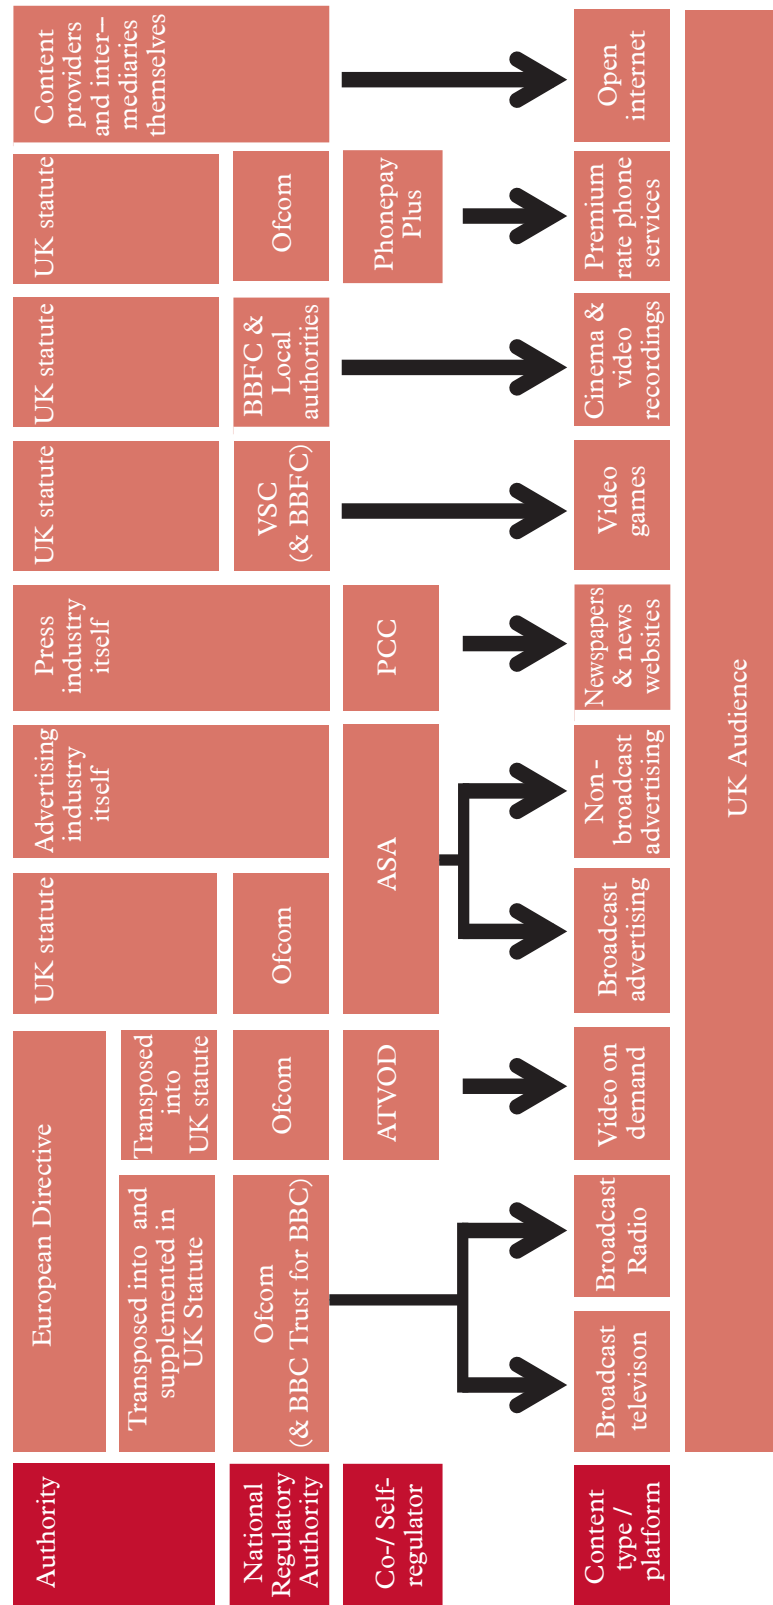 Authority
European Directive
Transposed into and
supplemented in
UK Statute
Transposed
into
UK statute
UK statute
Advertising
industry
itself
Press
industry
itself
UK statute
UK statute
UK statute
Content
providers
and inter–
mediaries
themselves
National
Regulatory
Authority
Ofcom
(& BBC Trust for BBC)
Ofcom
Ofcom
VSC
(& BBFC)
BBFC &
Local
authorities
Ofcom
Co-/ Self-
regulator
ATVOD
ASA
PCC
Phonepay
Plus
Content
type /
platform
Broadcast
televison
Broadcast
Radio
Video on
demand
Broadcast
advertising
Non-
broadcast
advertising
Newspapers
& news
websites
Video
games
Cinema &
video
recordings
Premium
rate phone
services
Open
internet
UK Audience